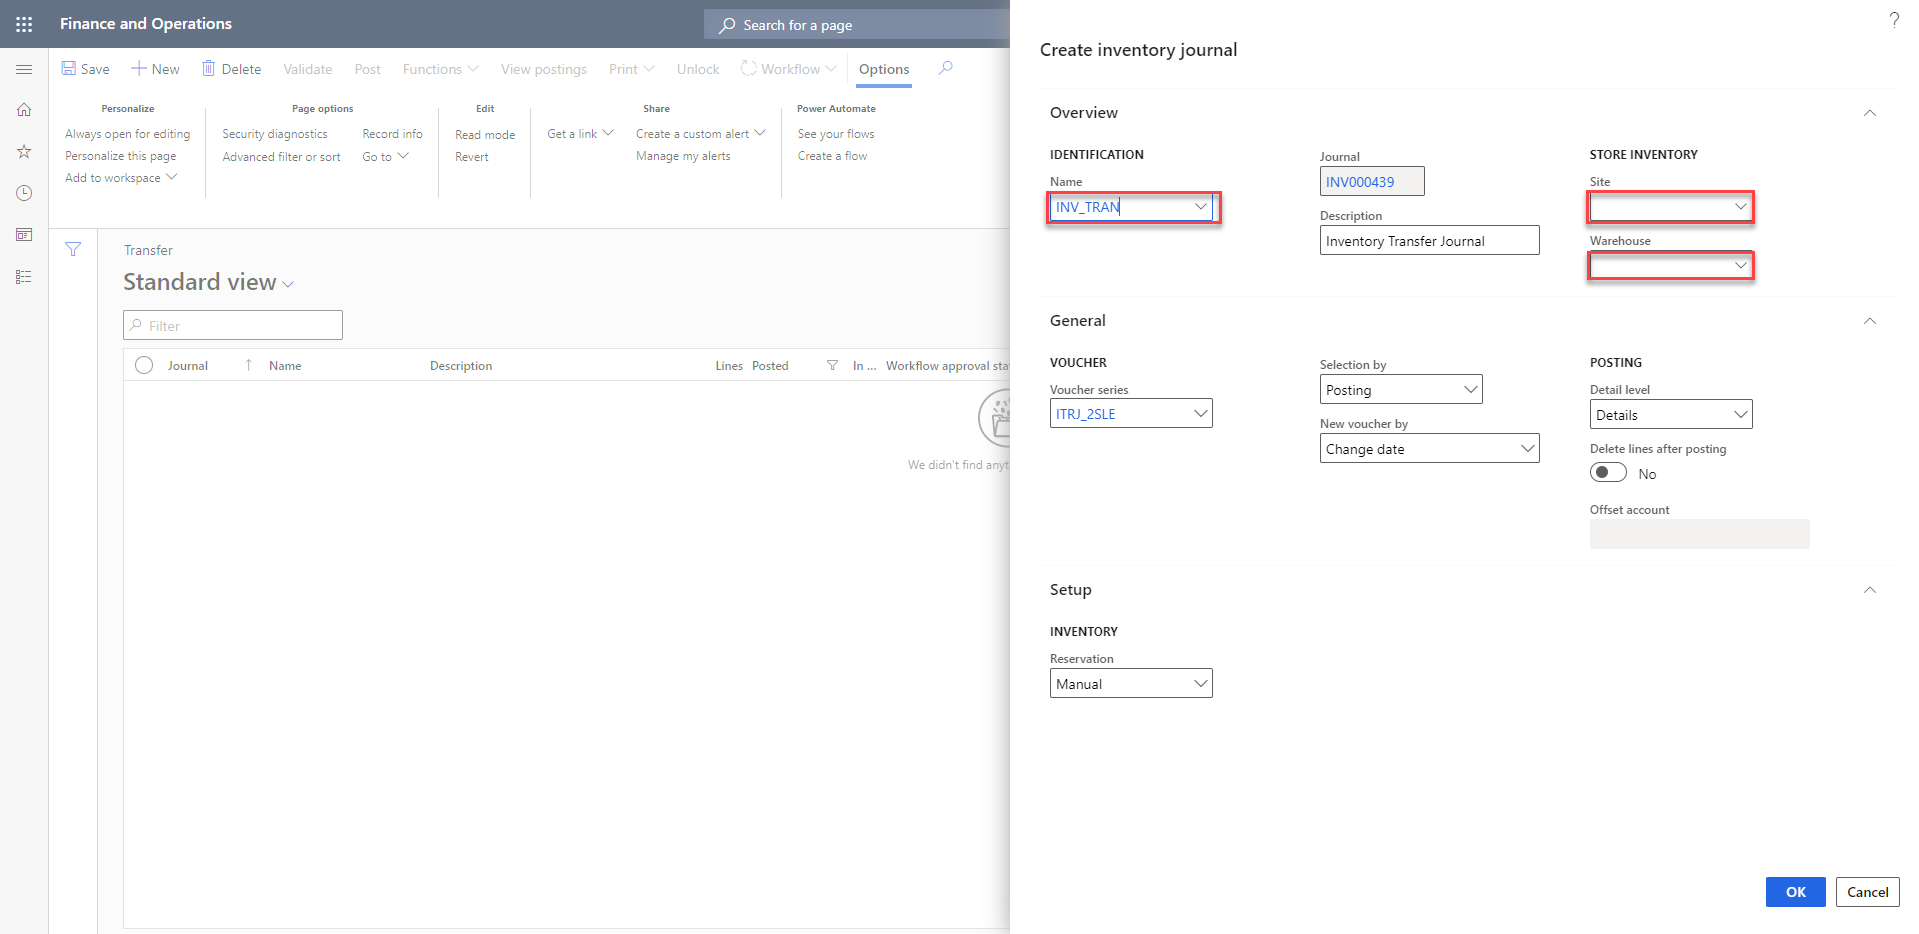 Finance and Operations
Search for a page
Save
New
Delete
Validate
Post
Functions
View postings
Print
Unlock
Workflow
Options
Personalize
Always open for editing
Personalize this page
Add to workspace
Page options
Security diagnostics
Advanced filter or sort
Record info
Go to
Edit
Read mode
Revert
Share
Get a link
Create a custom alert
Manage my alerts
Power Automate
See your flows
Create a flow
Transfer
Standard view
Filter
Journal
Name
Description
Lines
Posted
In ...
Workflow approval
We didn't find
?
Create inventory journal
Overview
IDENTIFICATION
Name
INV_TRAN
Journal
INV000439
Description
Inventory Transfer Journal
STORE INVENTORY
Site
Warehouse
General
VOUCHER
Voucher series
ITRJ_2SLE
Selection by
Posting
New voucher by
Change date
POSTING
Detail level
Details
Delete lines after posting
No
Offset account
Setup
INVENTORY
Reservation
Manual
OK
Cancel